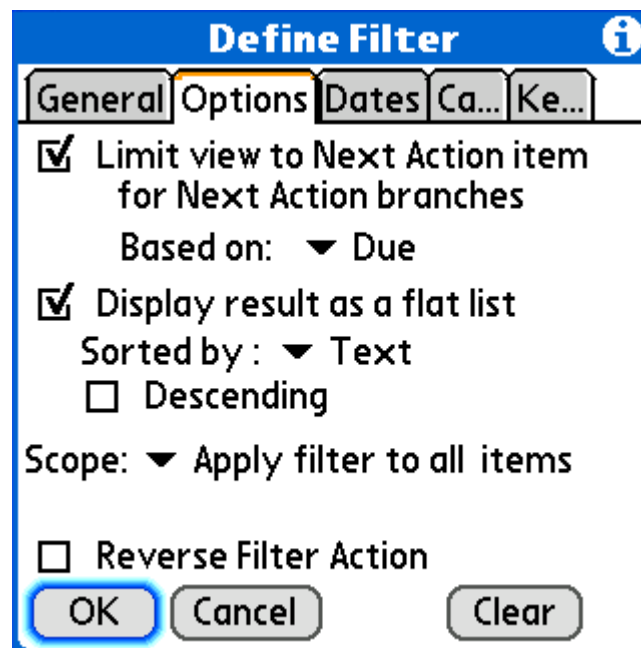 Define Filter
General Options Dates Ca... Ke...
Limit view to Next Action item
for Next Action branches
Based on: Due
Display result as a flat list
Sorted by : Text
Descending
Scope: Apply filter to all items
Reverse Filter Action
OK Cancel Clear